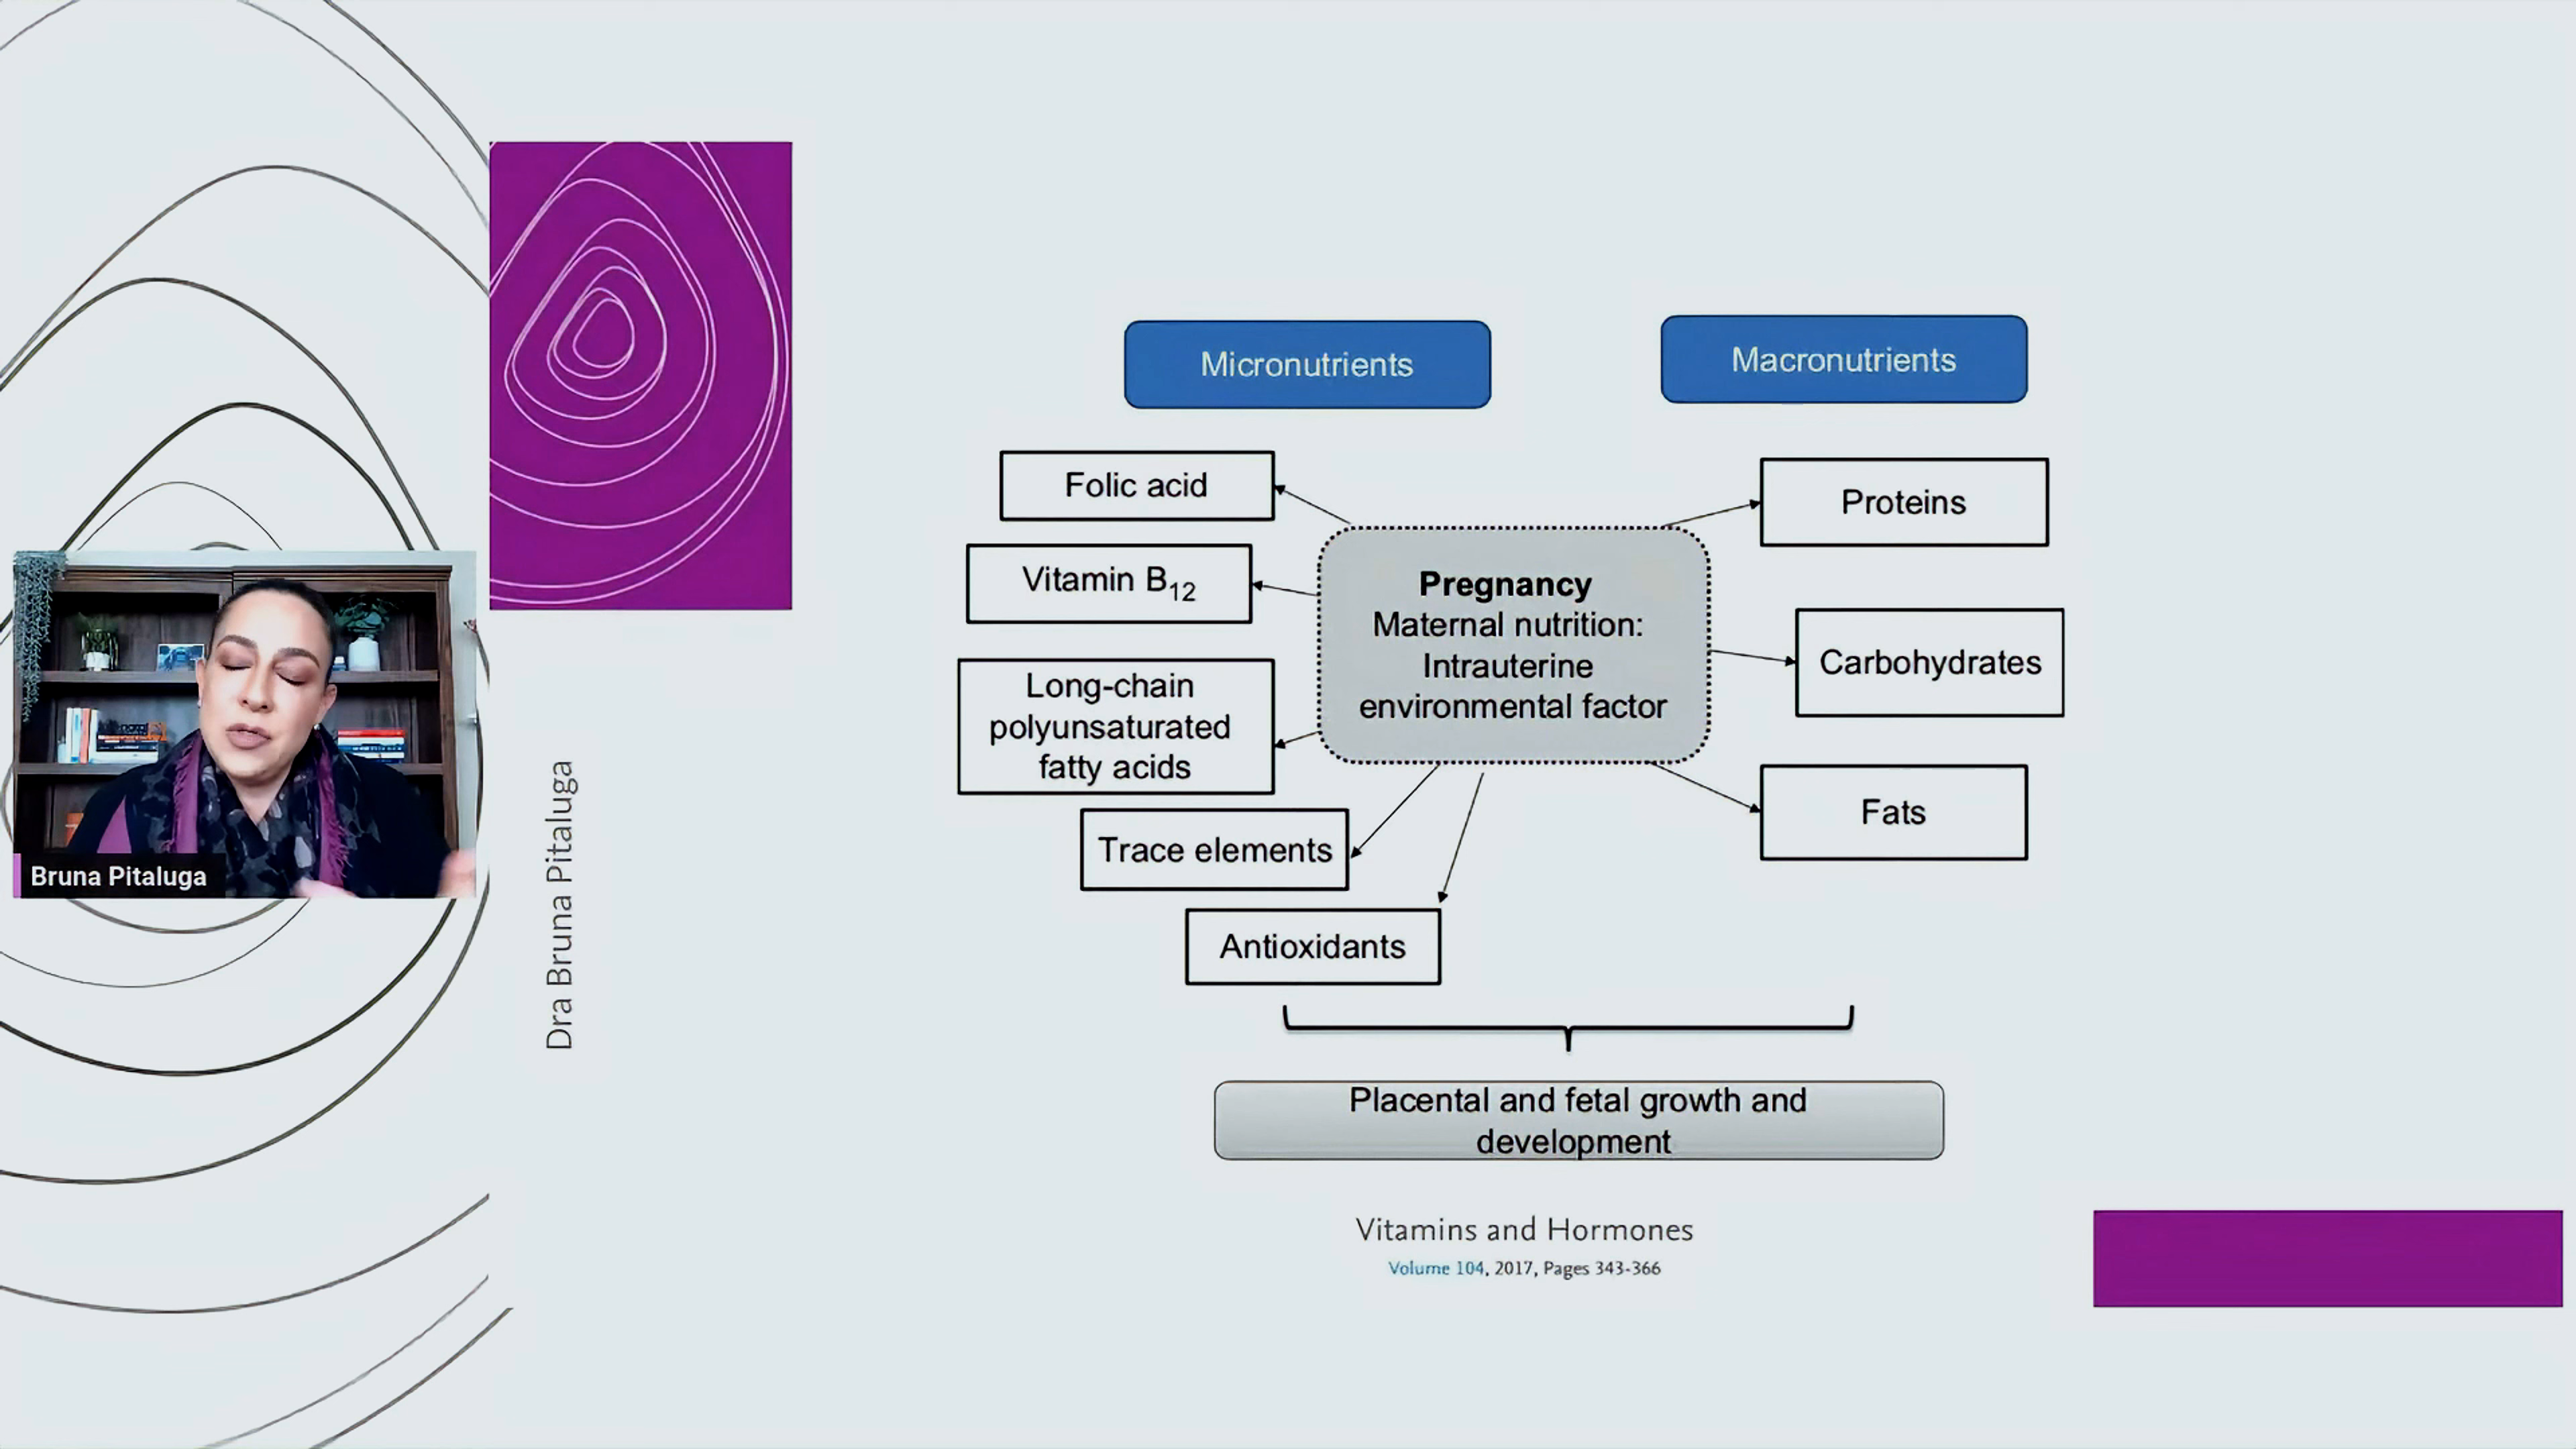 Micronutrients
Macronutrients
Folic acid
Vitamin B₁₂
Long-chain
polyunsaturated
fatty acids
Trace elements
Antioxidants
Pregnancy
Maternal nutrition:
Intrauterine
environmental factor
Proteins
Carbohydrates
Fats
Placental and fetal growth and
development
Vitamins and Hormones
Volume 104, 2017, Pages 343-366
Dra Bruna Pitaluga
Bruna Pitaluga